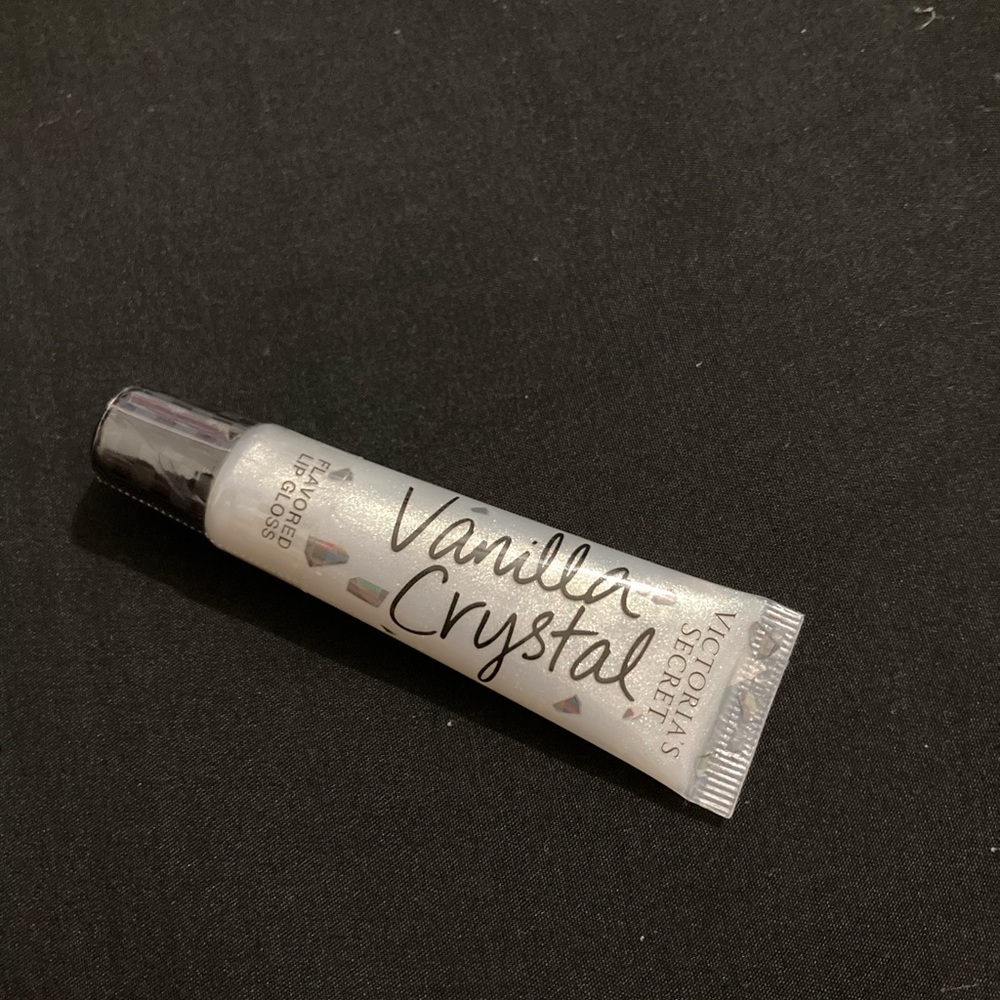 FLAVORED
LIP GLOSS
Vanilla
Crystal
VICTORIA'S
SECRET